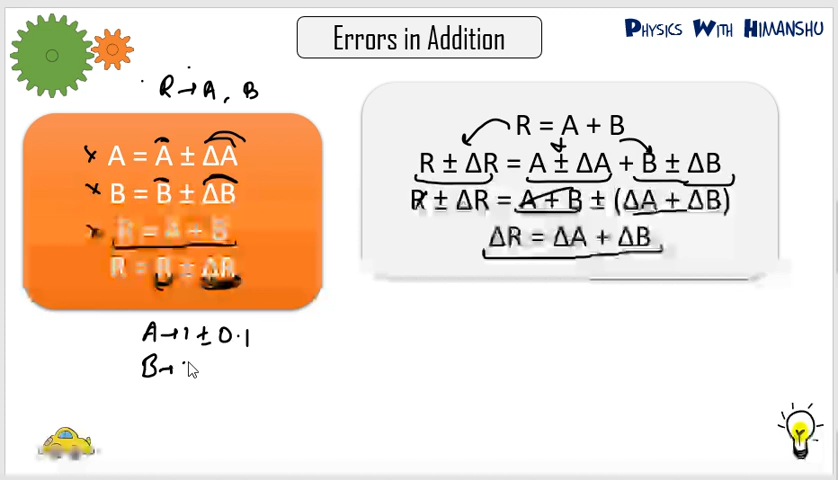 Errors in Addition
PHYSICS WITH HIMANSHU
R → A, B
A = A ± ΔA
B = B ± ΔB
R = A + B
R = R ± ΔR
R = A + B
R ± ΔR = A ± ΔA + B ± ΔB
R ± ΔR = A + B ± (ΔA + ΔB)
ΔR = ΔA + ΔB
A → 1 ± 0.1
B →